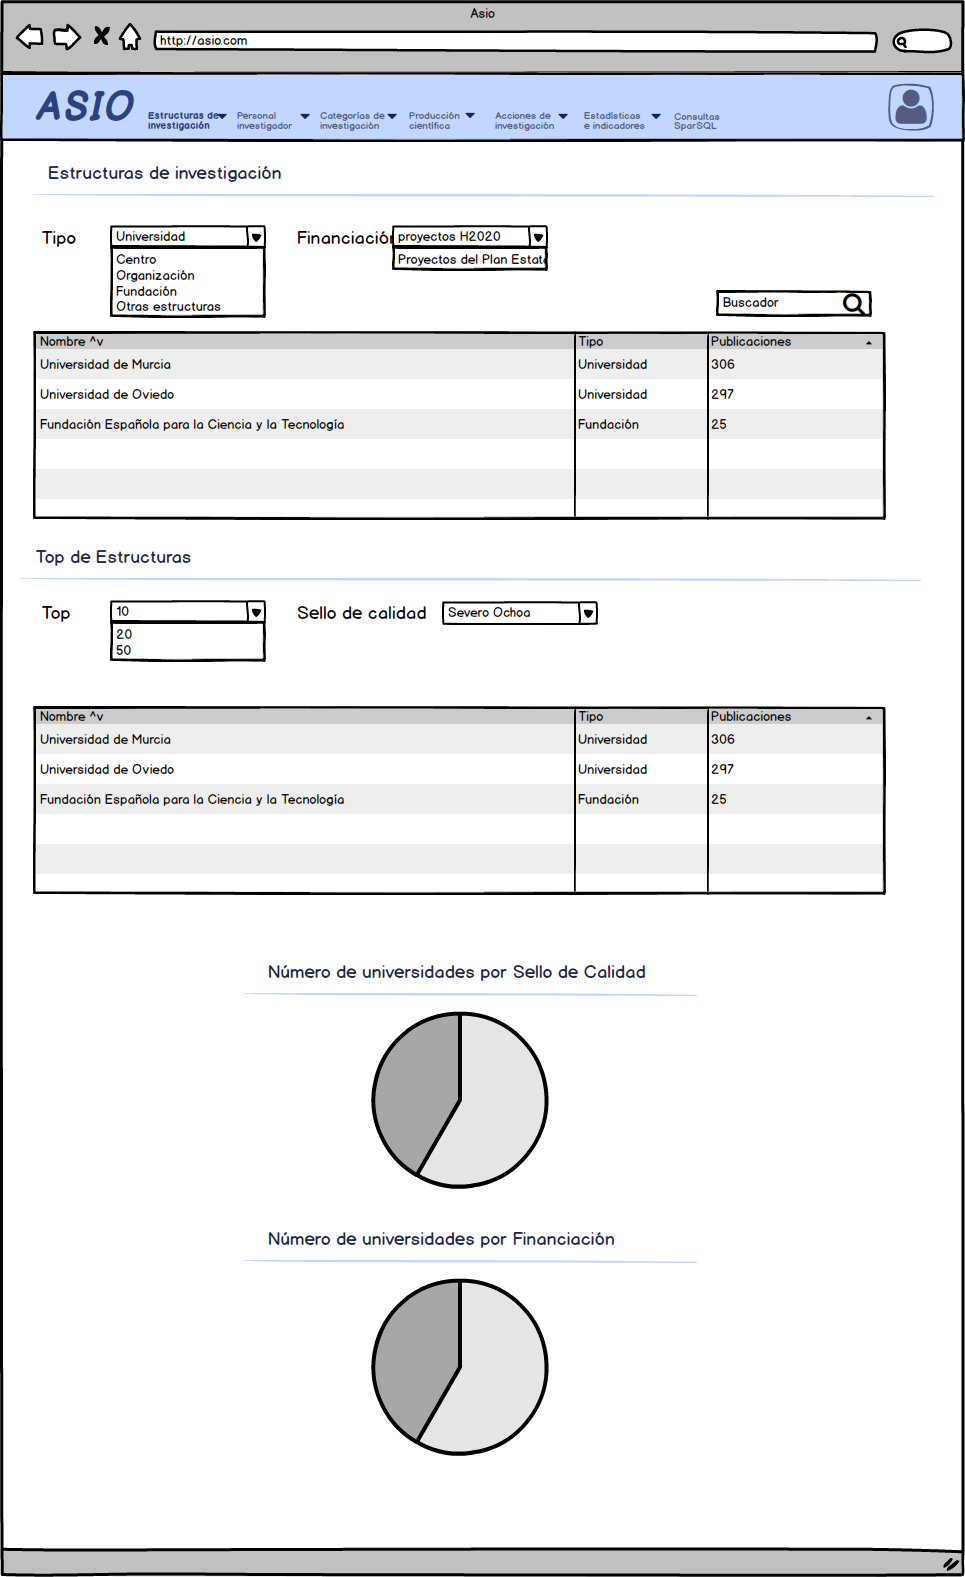 Asio
http://asio.com
ASIO
Estructuras de
investigación
Personal
investigador
Categorías de
investigación
Producción
científica
Acciones de
investigación
Estadísticas
e indicadores
Consultas
SparSQL
Estructuras de investigación
Tipo
Universidad
Centro
Organización
Fundación
Otras estructuras
Financiación
proyectos H2020
Proyectos del Plan Estat
Buscador
Nombre ^v Tipo Publicaciones
Universidad de Murcia Universidad 306
Universidad de Oviedo Universidad 297
Fundación Española para la Ciencia y la Tecnología Fundación 25
Top de Estructuras
Top
10
20
50
Sello de calidad
Severo Ochoa
Nombre ^v Tipo Publicaciones
Universidad de Murcia Universidad 306
Universidad de Oviedo Universidad 297
Fundación Española para la Ciencia y la Tecnología Fundación 25
Número de universidades por Sello de Calidad
Número de universidades por Financiación